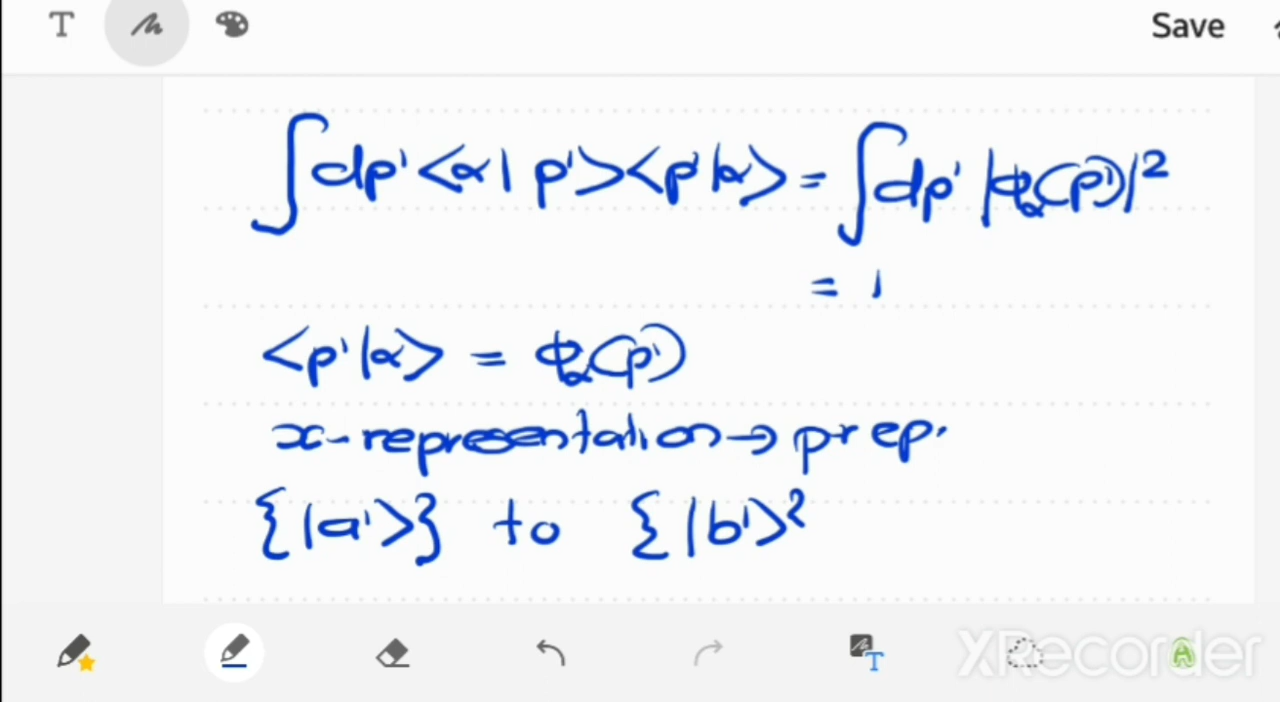 T Save
∫dp'<α|p'><p'|α> = ∫dp' |ϕα(p')|²
= 1
<p'|α> = ϕα(p')
x-representation → p rep.
{|a'>} to {|b'>}
T
XRecorder